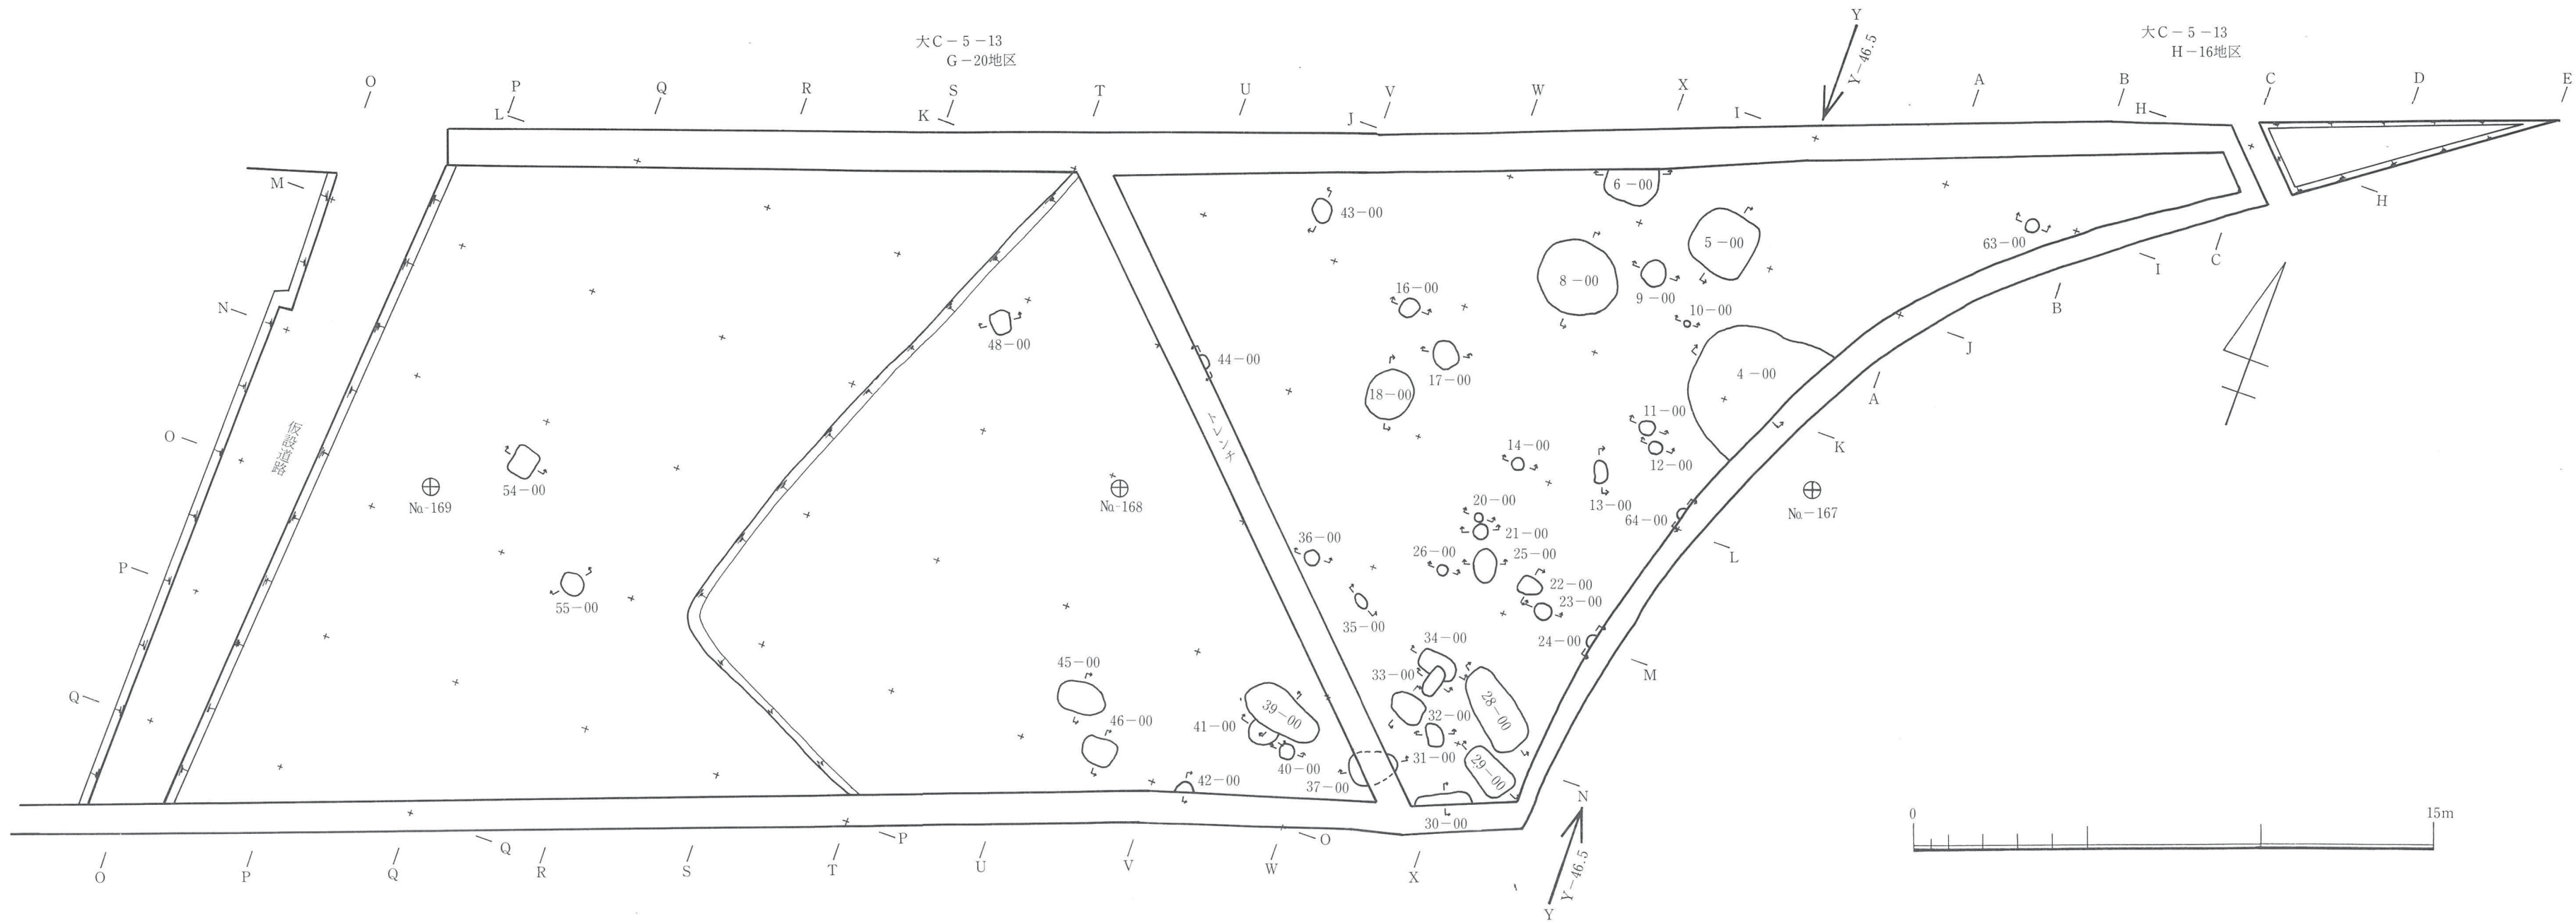 大C－5－13
G－20地区
大C－5－13
H－16地区
Y
Y－46.5
O
P
Q
R
S
T
U
V
W
X
A
B
C
D
E
L
K
J
I
H
M
N
O
P
Q
仮設道路
トレンチ
6－00
43－00
5－00
63－00
8－00
9－00
16－00
10－00
48－00
44－00
17－00
4－00
18－00
11－00
14－00
12－00
54－00
13－00
20－00
64－00
21－00
36－00
26－00
25－00
22－00
55－00
23－00
35－00
34－00
24－00
45－00
33－00
28－00
39－00
32－00
46－00
41－00
31－00
40－00
29－00
42－00
37－00
30－00
№-169
№-168
№－167
H
C
I
B
J
A
K
L
M
N
0
15m
O
P
Q
Q
R
S
T
P
U
V
W
O
X
Y－46.5
Y